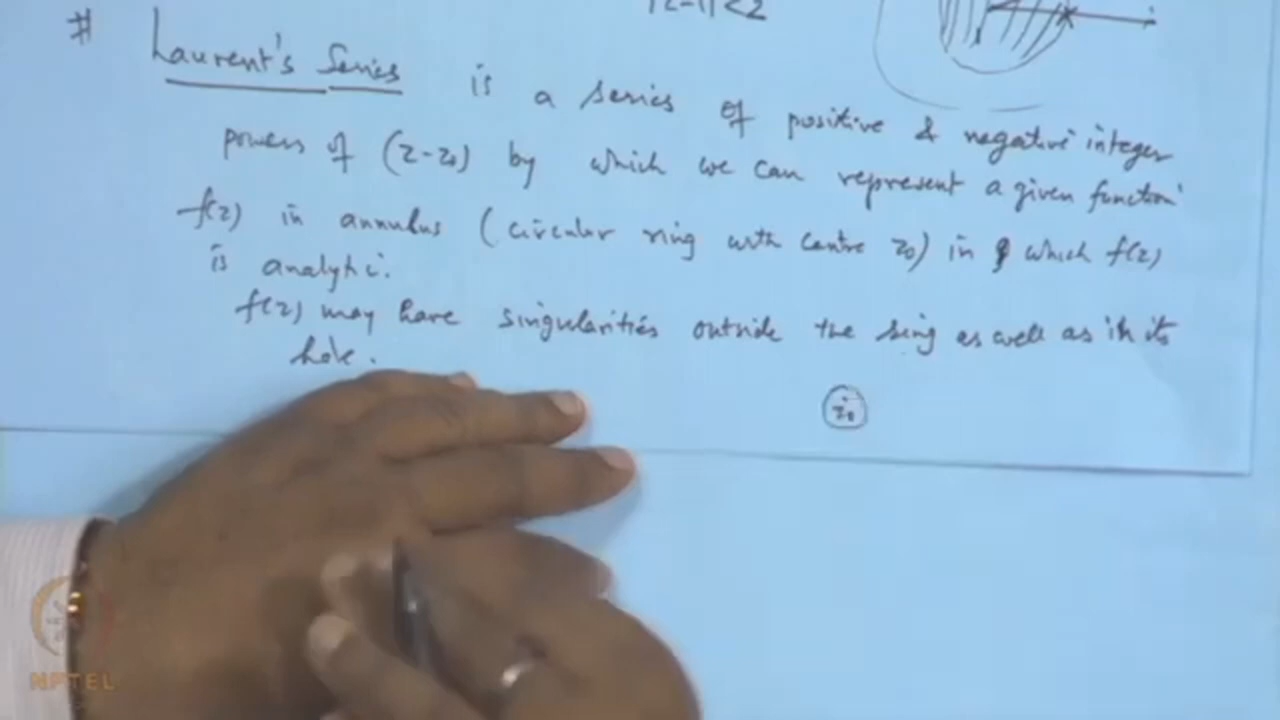 |z-1|<2
# Laurent's Series is a series of positive & negative integer
powers of (z-z0) by which we can represent a given function
f(z) in annulus (circular ring with centre z0) in which f(z)
is analytic.
f(z) may have singularities outside the ring as well as in its
hole.
z0
NPTEL